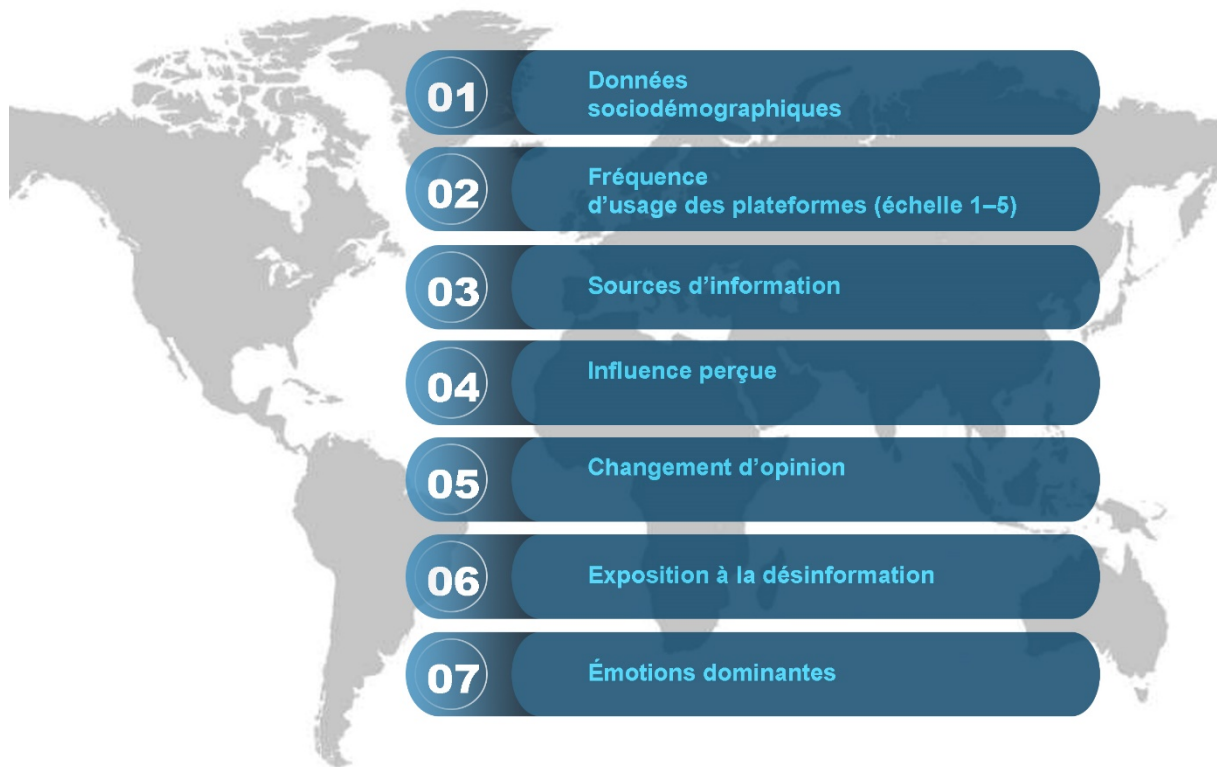 01
Données
sociodémographiques
02
Fréquence
d’usage des plateformes (échelle 1–5)
03
Sources d’information
04
Influence perçue
05
Changement d’opinion
06
Exposition à la désinformation
07
Émotions dominantes